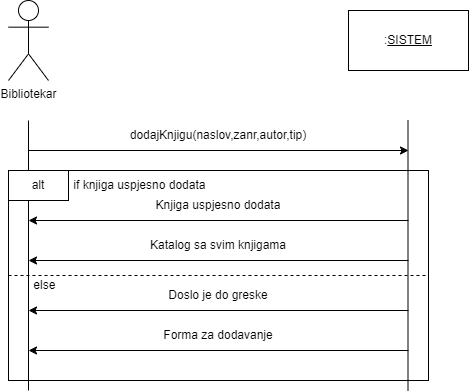 :SISTEM
Bibliotekar
dodajKnjigu(naslov,zanr,autor,tip)
alt
if knjiga uspjesno dodata
Knjiga uspjesno dodata
Katalog sa svim knjigama
else
Doslo je do greske
Forma za dodavanje